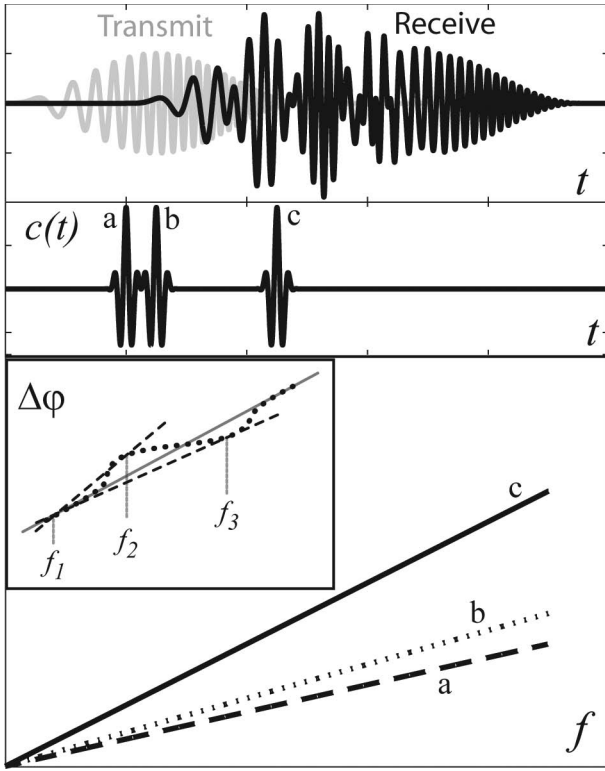 Transmit Receive
t
c(t) a b c
t
Δφ
f1 f2 f3
c
b
a
f